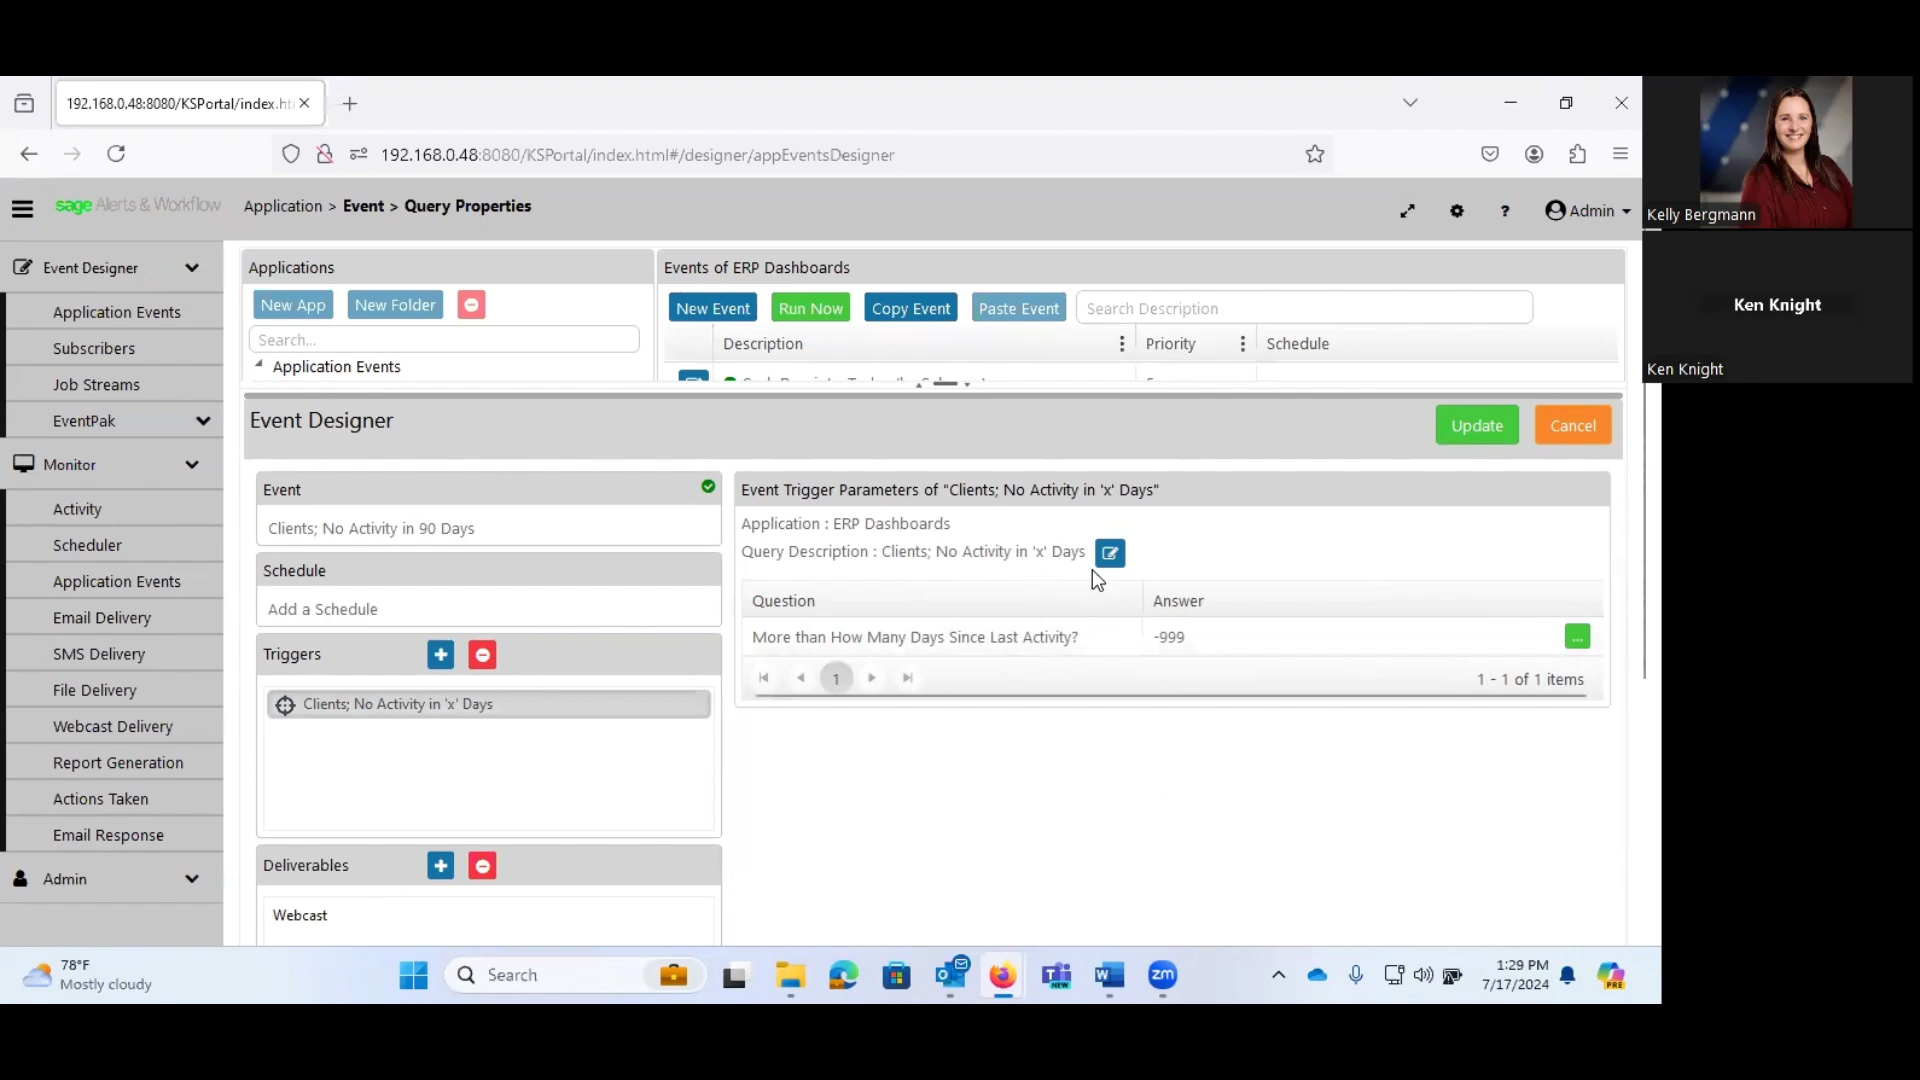 192.168.0.48:8080/KSPortal/index.ht
192.168.0.48:8080/KSPortal/index.html#/designer/appEventsDesigner
sage Alerts & Workflow
Application > Event > Query Properties
? Admin
Event Designer
Application Events
Subscribers
Job Streams
EventPak
Monitor
Activity
Scheduler
Application Events
Email Delivery
SMS Delivery
File Delivery
Webcast Delivery
Report Generation
Actions Taken
Email Response
Admin
Applications
New App New Folder
Search...
Application Events
Events of ERP Dashboards
New Event Run Now Copy Event Paste Event Search Description
Description Priority Schedule
Event Designer
Update Cancel
Event
Clients; No Activity in 90 Days
Schedule
Add a Schedule
Triggers
Clients; No Activity in 'x' Days
Deliverables
Webcast
Event Trigger Parameters of "Clients; No Activity in 'x' Days"
Application : ERP Dashboards
Query Description : Clients; No Activity in 'x' Days
Question Answer
More than How Many Days Since Last Activity? -999 ...
1 1 - 1 of 1 items
Kelly Bergmann
Ken Knight
Ken Knight
78°F
Mostly cloudy
Search
NEW
zm
1:29 PM
7/17/2024
PRE